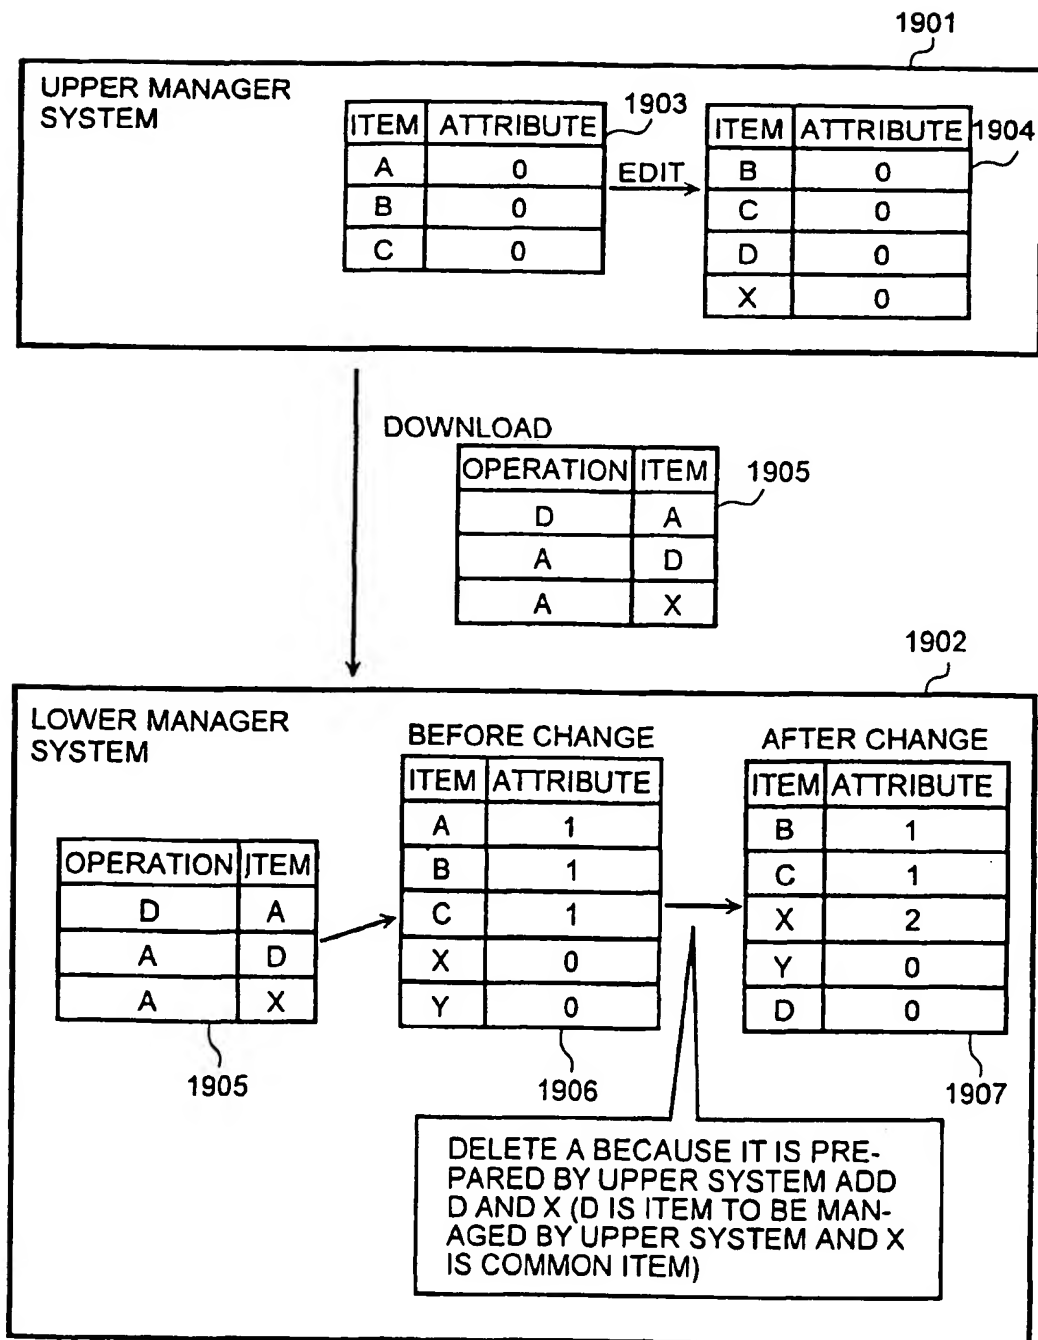 1901
UPPER MANAGER
SYSTEM
1903
ITEM ATTRIBUTE
A 0
B 0
C 0
EDIT
1904
ITEM ATTRIBUTE
B 0
C 0
D 0
X 0
DOWNLOAD
OPERATION ITEM
D A
A D
A X
1905
1902
LOWER MANAGER
SYSTEM
OPERATION ITEM
D A
A D
A X
1905
BEFORE CHANGE
ITEM ATTRIBUTE
A 1
B 1
C 1
X 0
Y 0
1906
AFTER CHANGE
ITEM ATTRIBUTE
B 1
C 1
X 2
Y 0
D 0
1907
DELETE A BECAUSE IT IS PRE-
PARED BY UPPER SYSTEM ADD
D AND X (D IS ITEM TO BE MAN-
AGED BY UPPER SYSTEM AND X
IS COMMON ITEM)